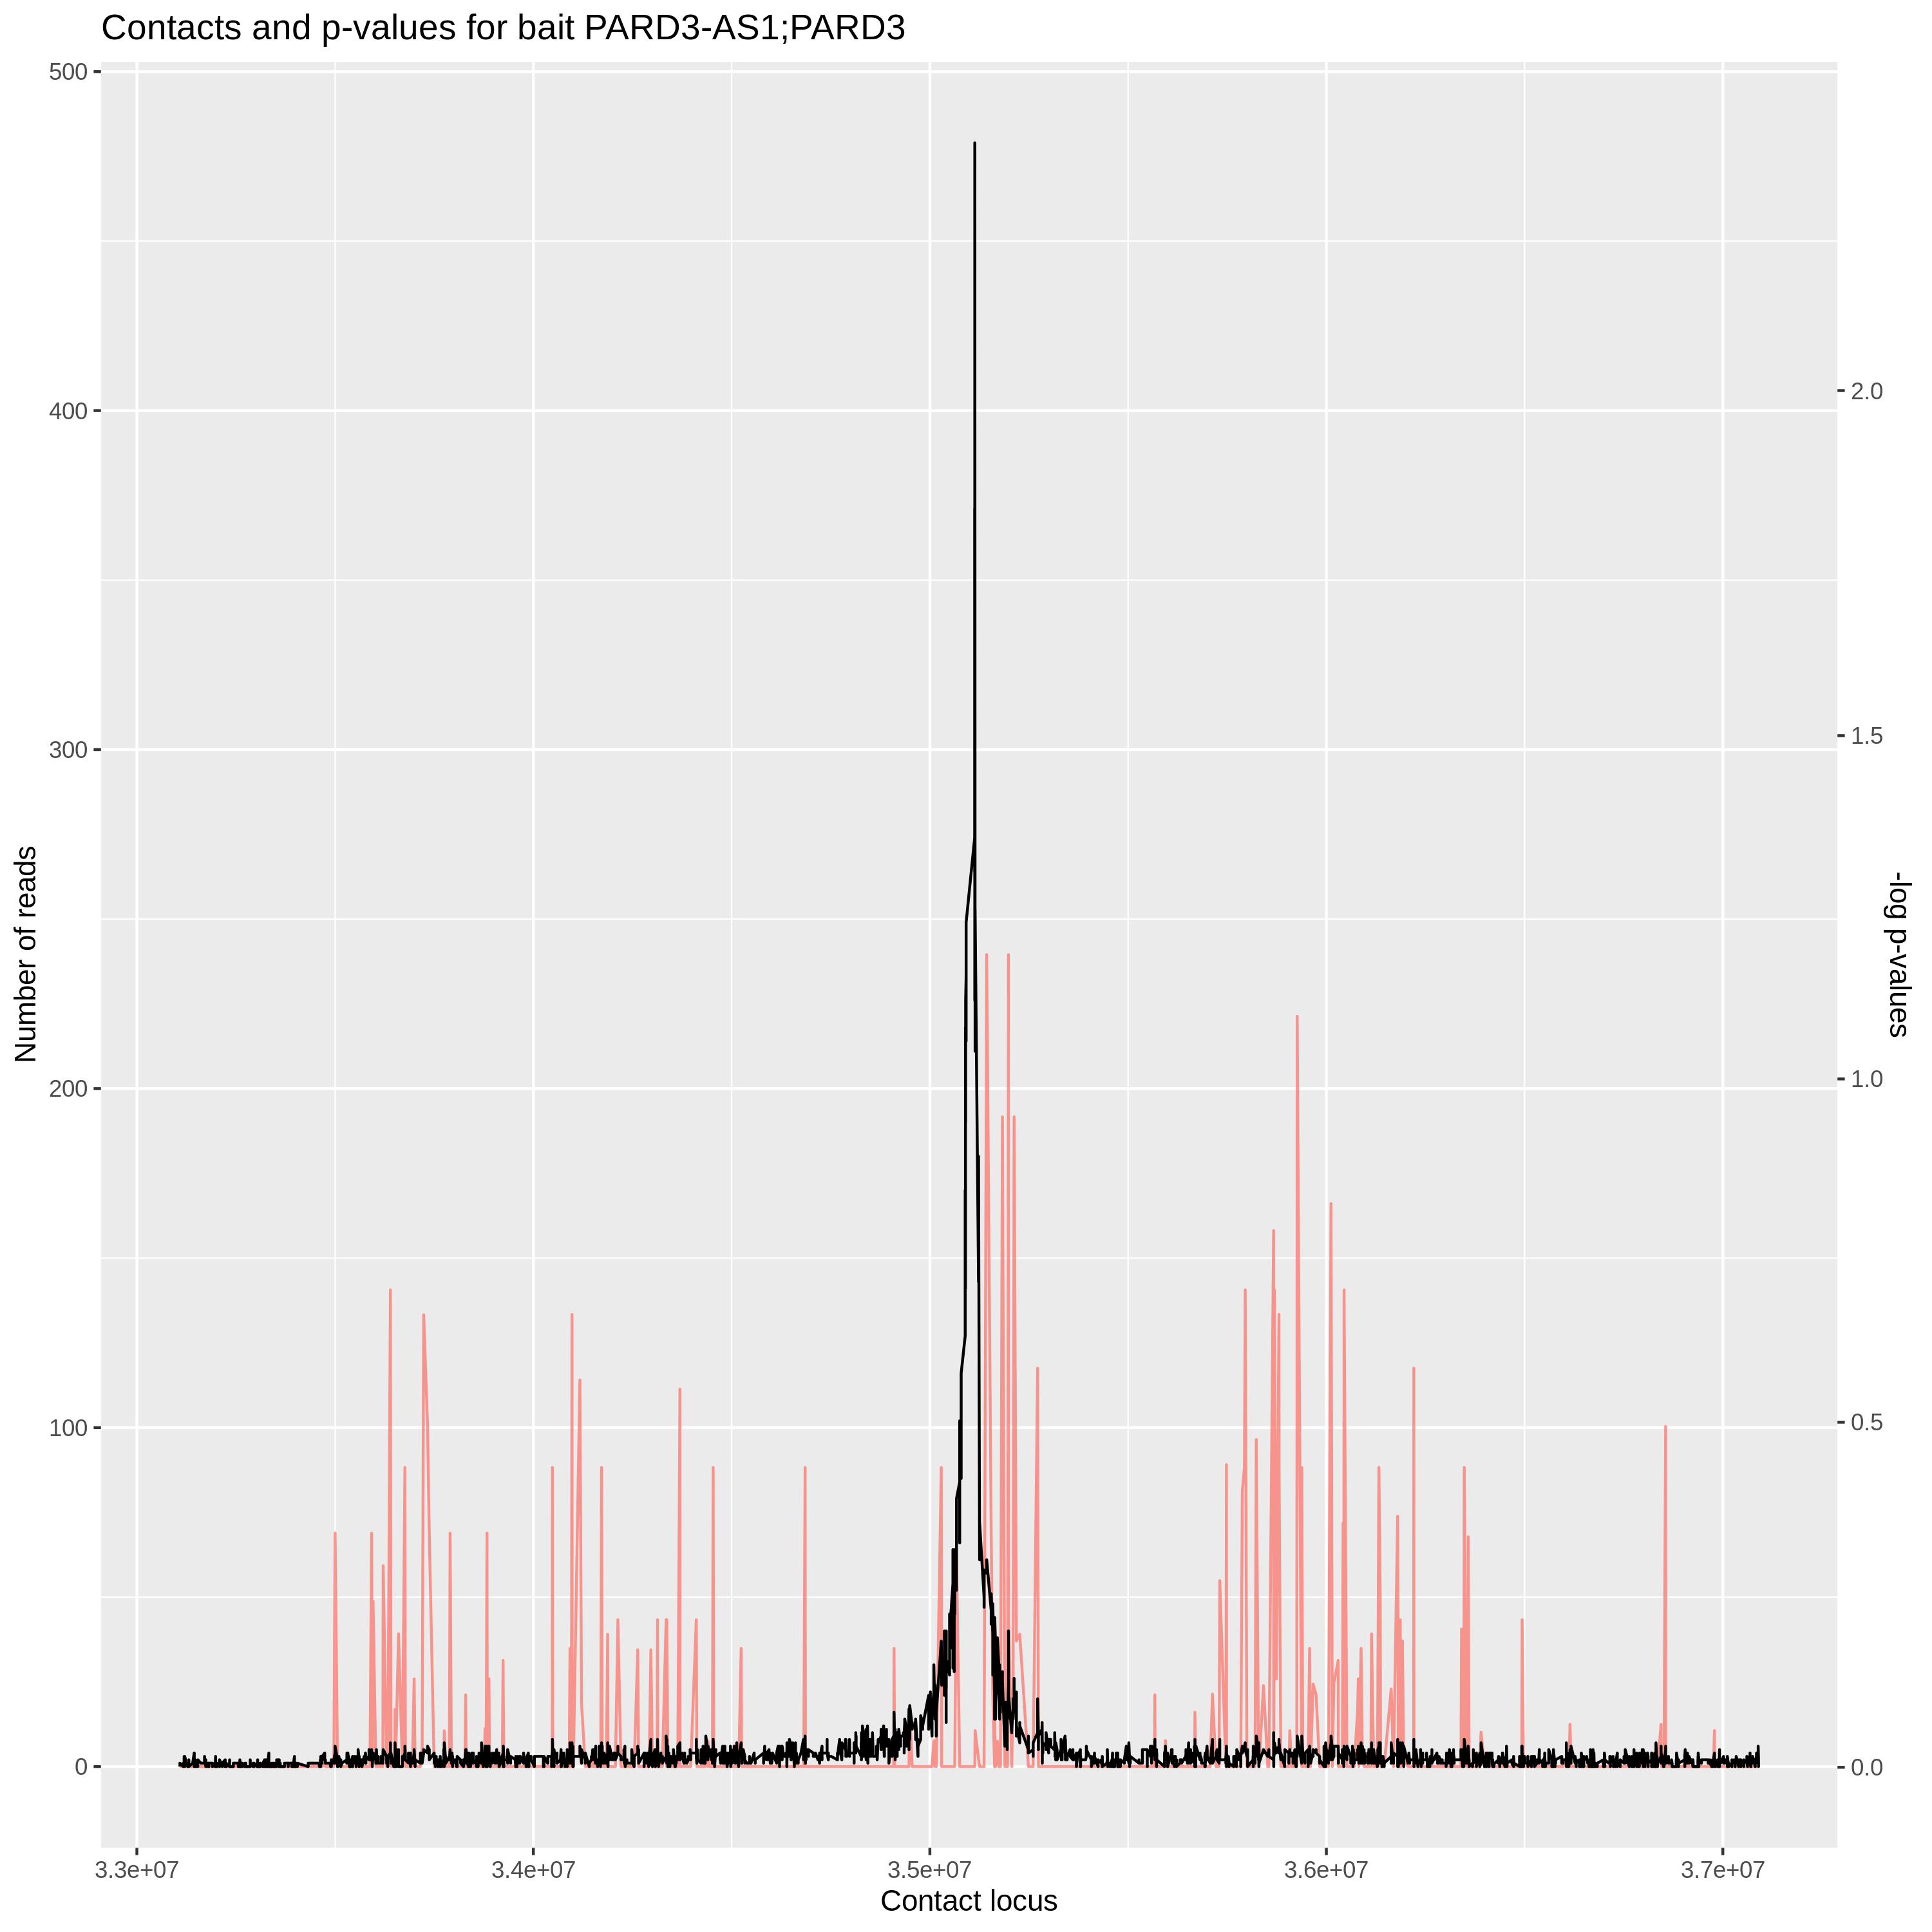 Contacts and p-values for bait PARD3-AS1;PARD3
500
400
300
200
100
0
Number of reads
2.0
1.5
1.0
0.5
0.0
-log p-values
3.3e+07
3.4e+07
3.5e+07
3.6e+07
3.7e+07
Contact locus